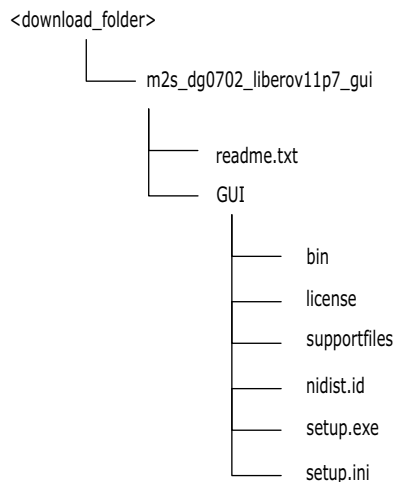 <download_folder>
m2s_dg0702_liberov11p7_gui
readme.txt
GUI
bin
license
supportfiles
nidist.id
setup.exe
setup.ini